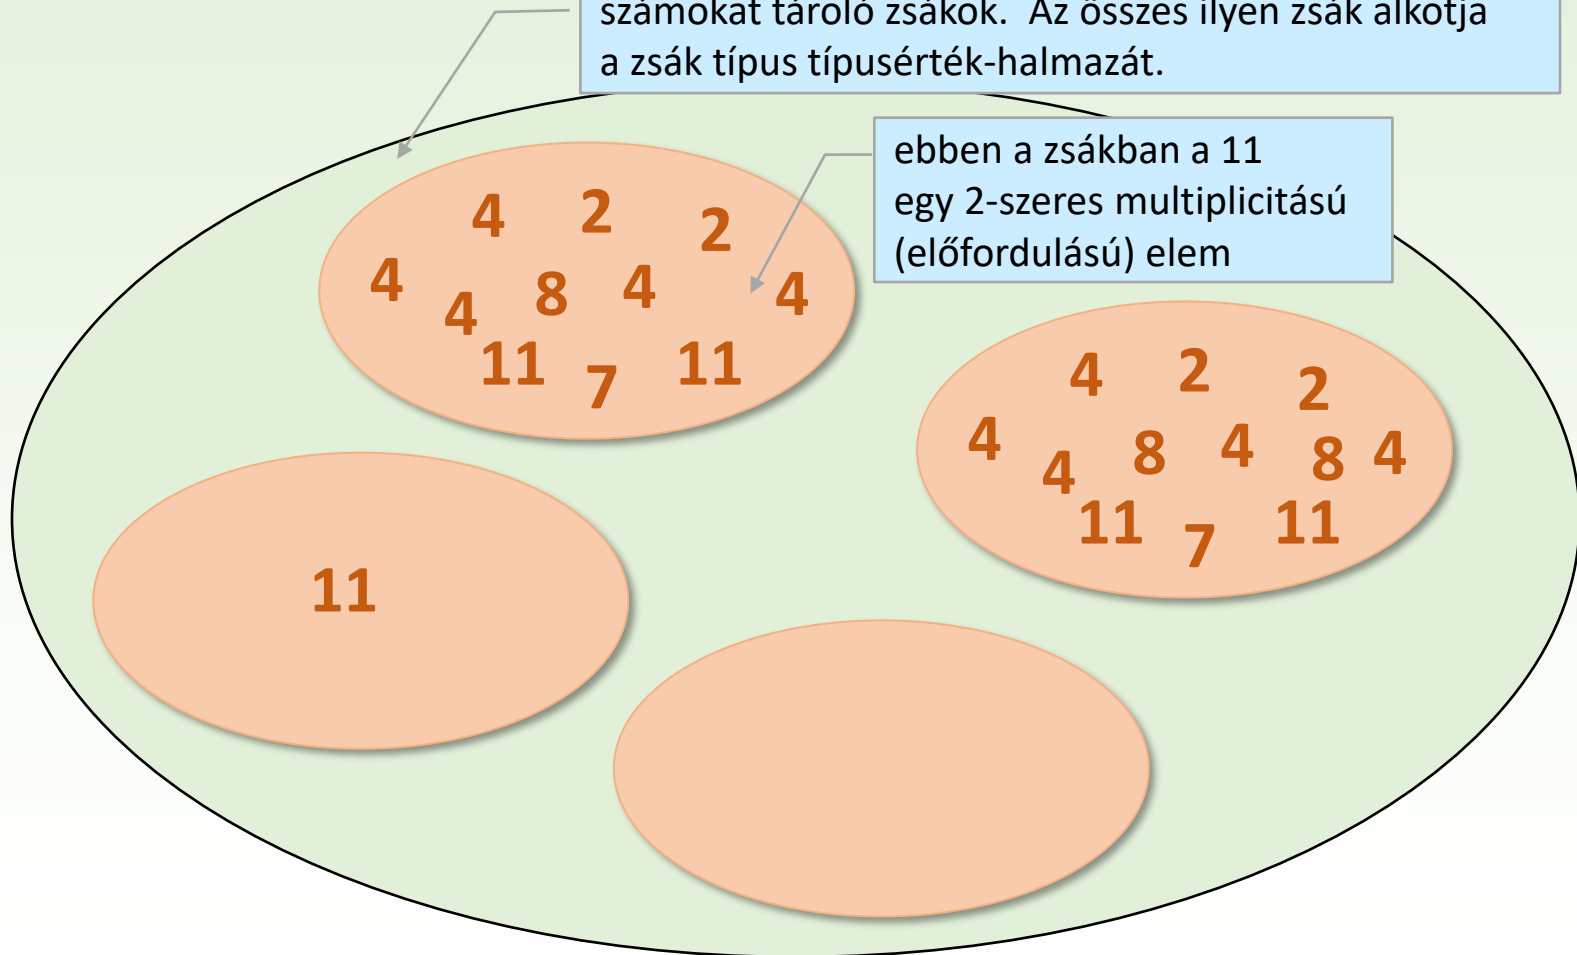 számokat tároló zsákok. Az összes ilyen zsák alkotja
a zsák típus típusérték-halmazát.
ebben a zsákban a 11
egy 2-szeres multiplicitású
(előfordulású) elem
4 2 2
4 4 8 4 4
11 7 11
4 2 2
4 4 8 4 8 4
11 7 11
11